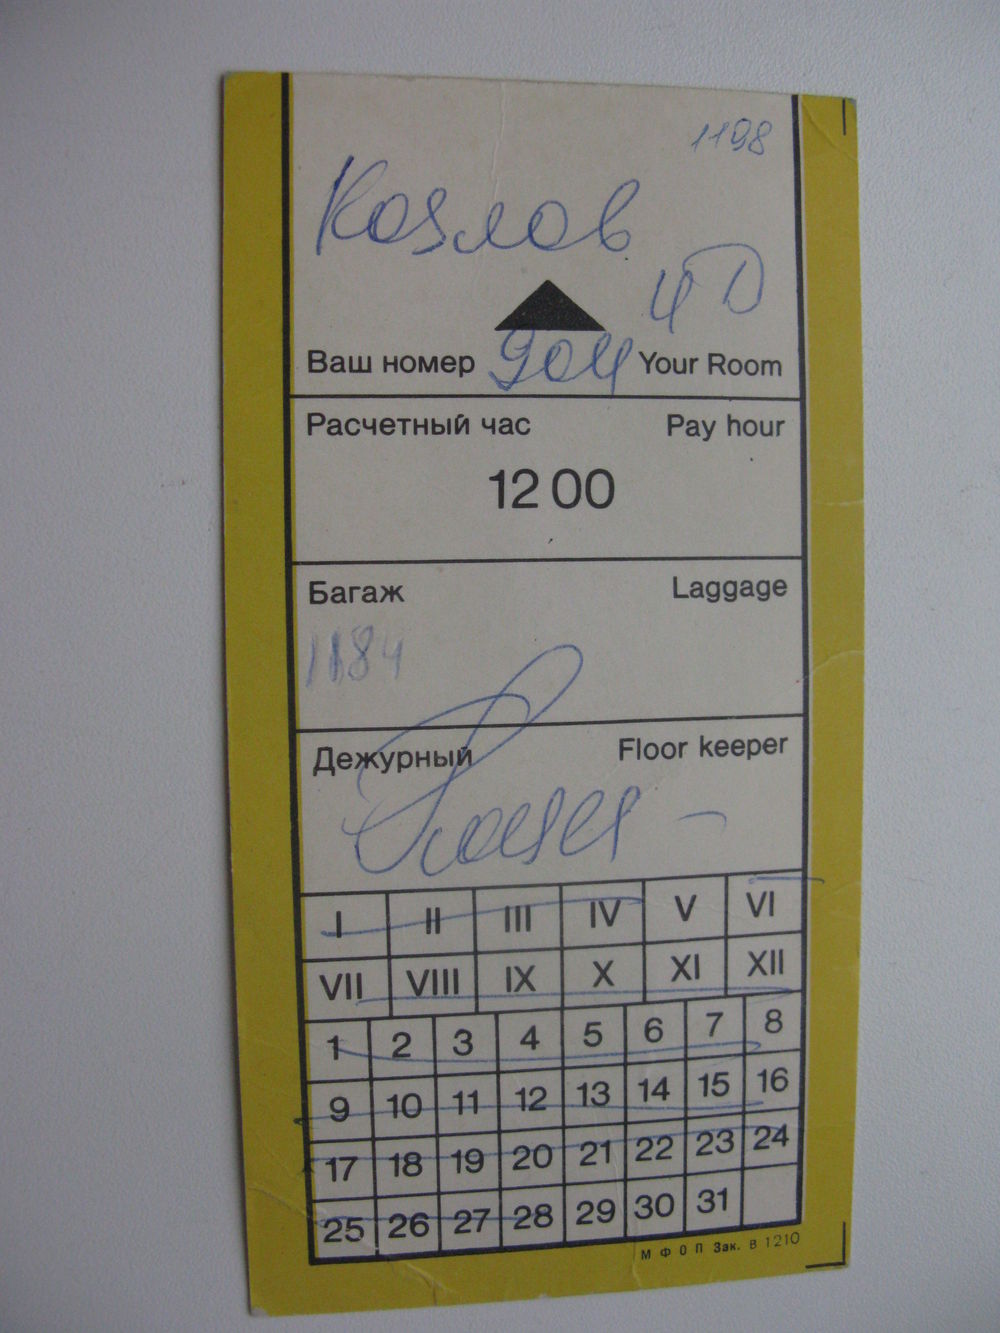 1198
Козлов
4 D
Ваш номер 904 Your Room
Расчетный час Pay hour
12 00
Багаж Laggage
1184
Дежурный Floor keeper
I II III IV V VI
VII VIII IX X XI XII
1 2 3 4 5 6 7 8
9 10 11 12 13 14 15 16
17 18 19 20 21 22 23 24
25 26 27 28 29 30 31
МФОП Зак. В 1210